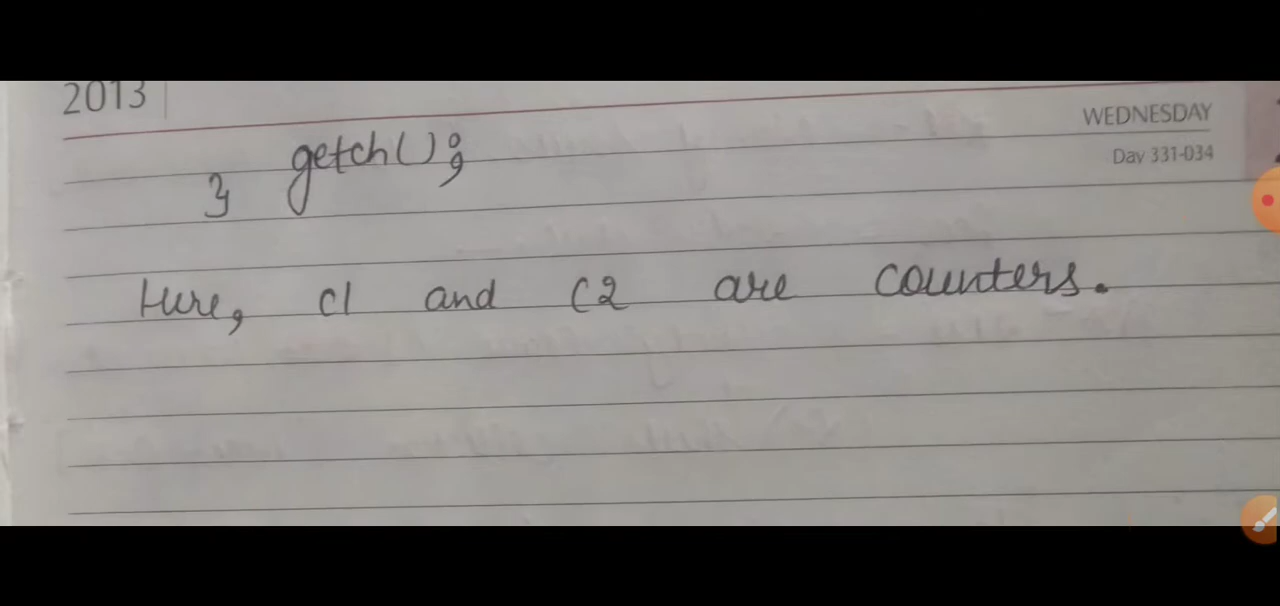 2013
WEDNESDAY
Day 331-034
getch();
}
Here, c1 and c2 are counters.